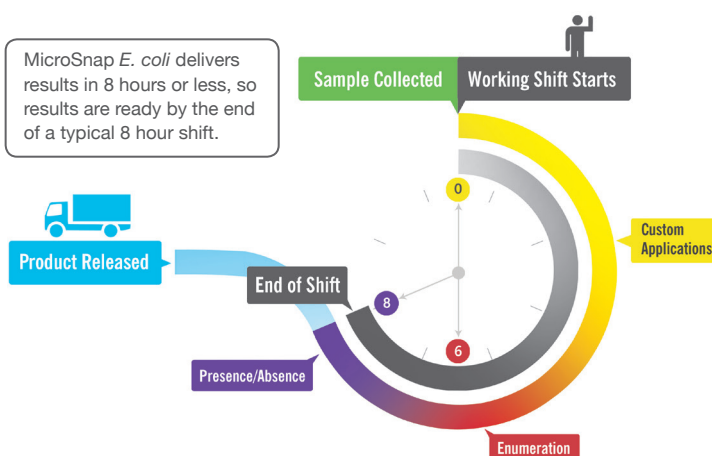 MicroSnap E. coli delivers
results in 8 hours or less, so
results are ready by the end
of a typical 8 hour shift.
Sample Collected
Working Shift Starts
0
Custom
Applications
Product Released
End of Shift
8
6
Presence/Absence
Enumeration